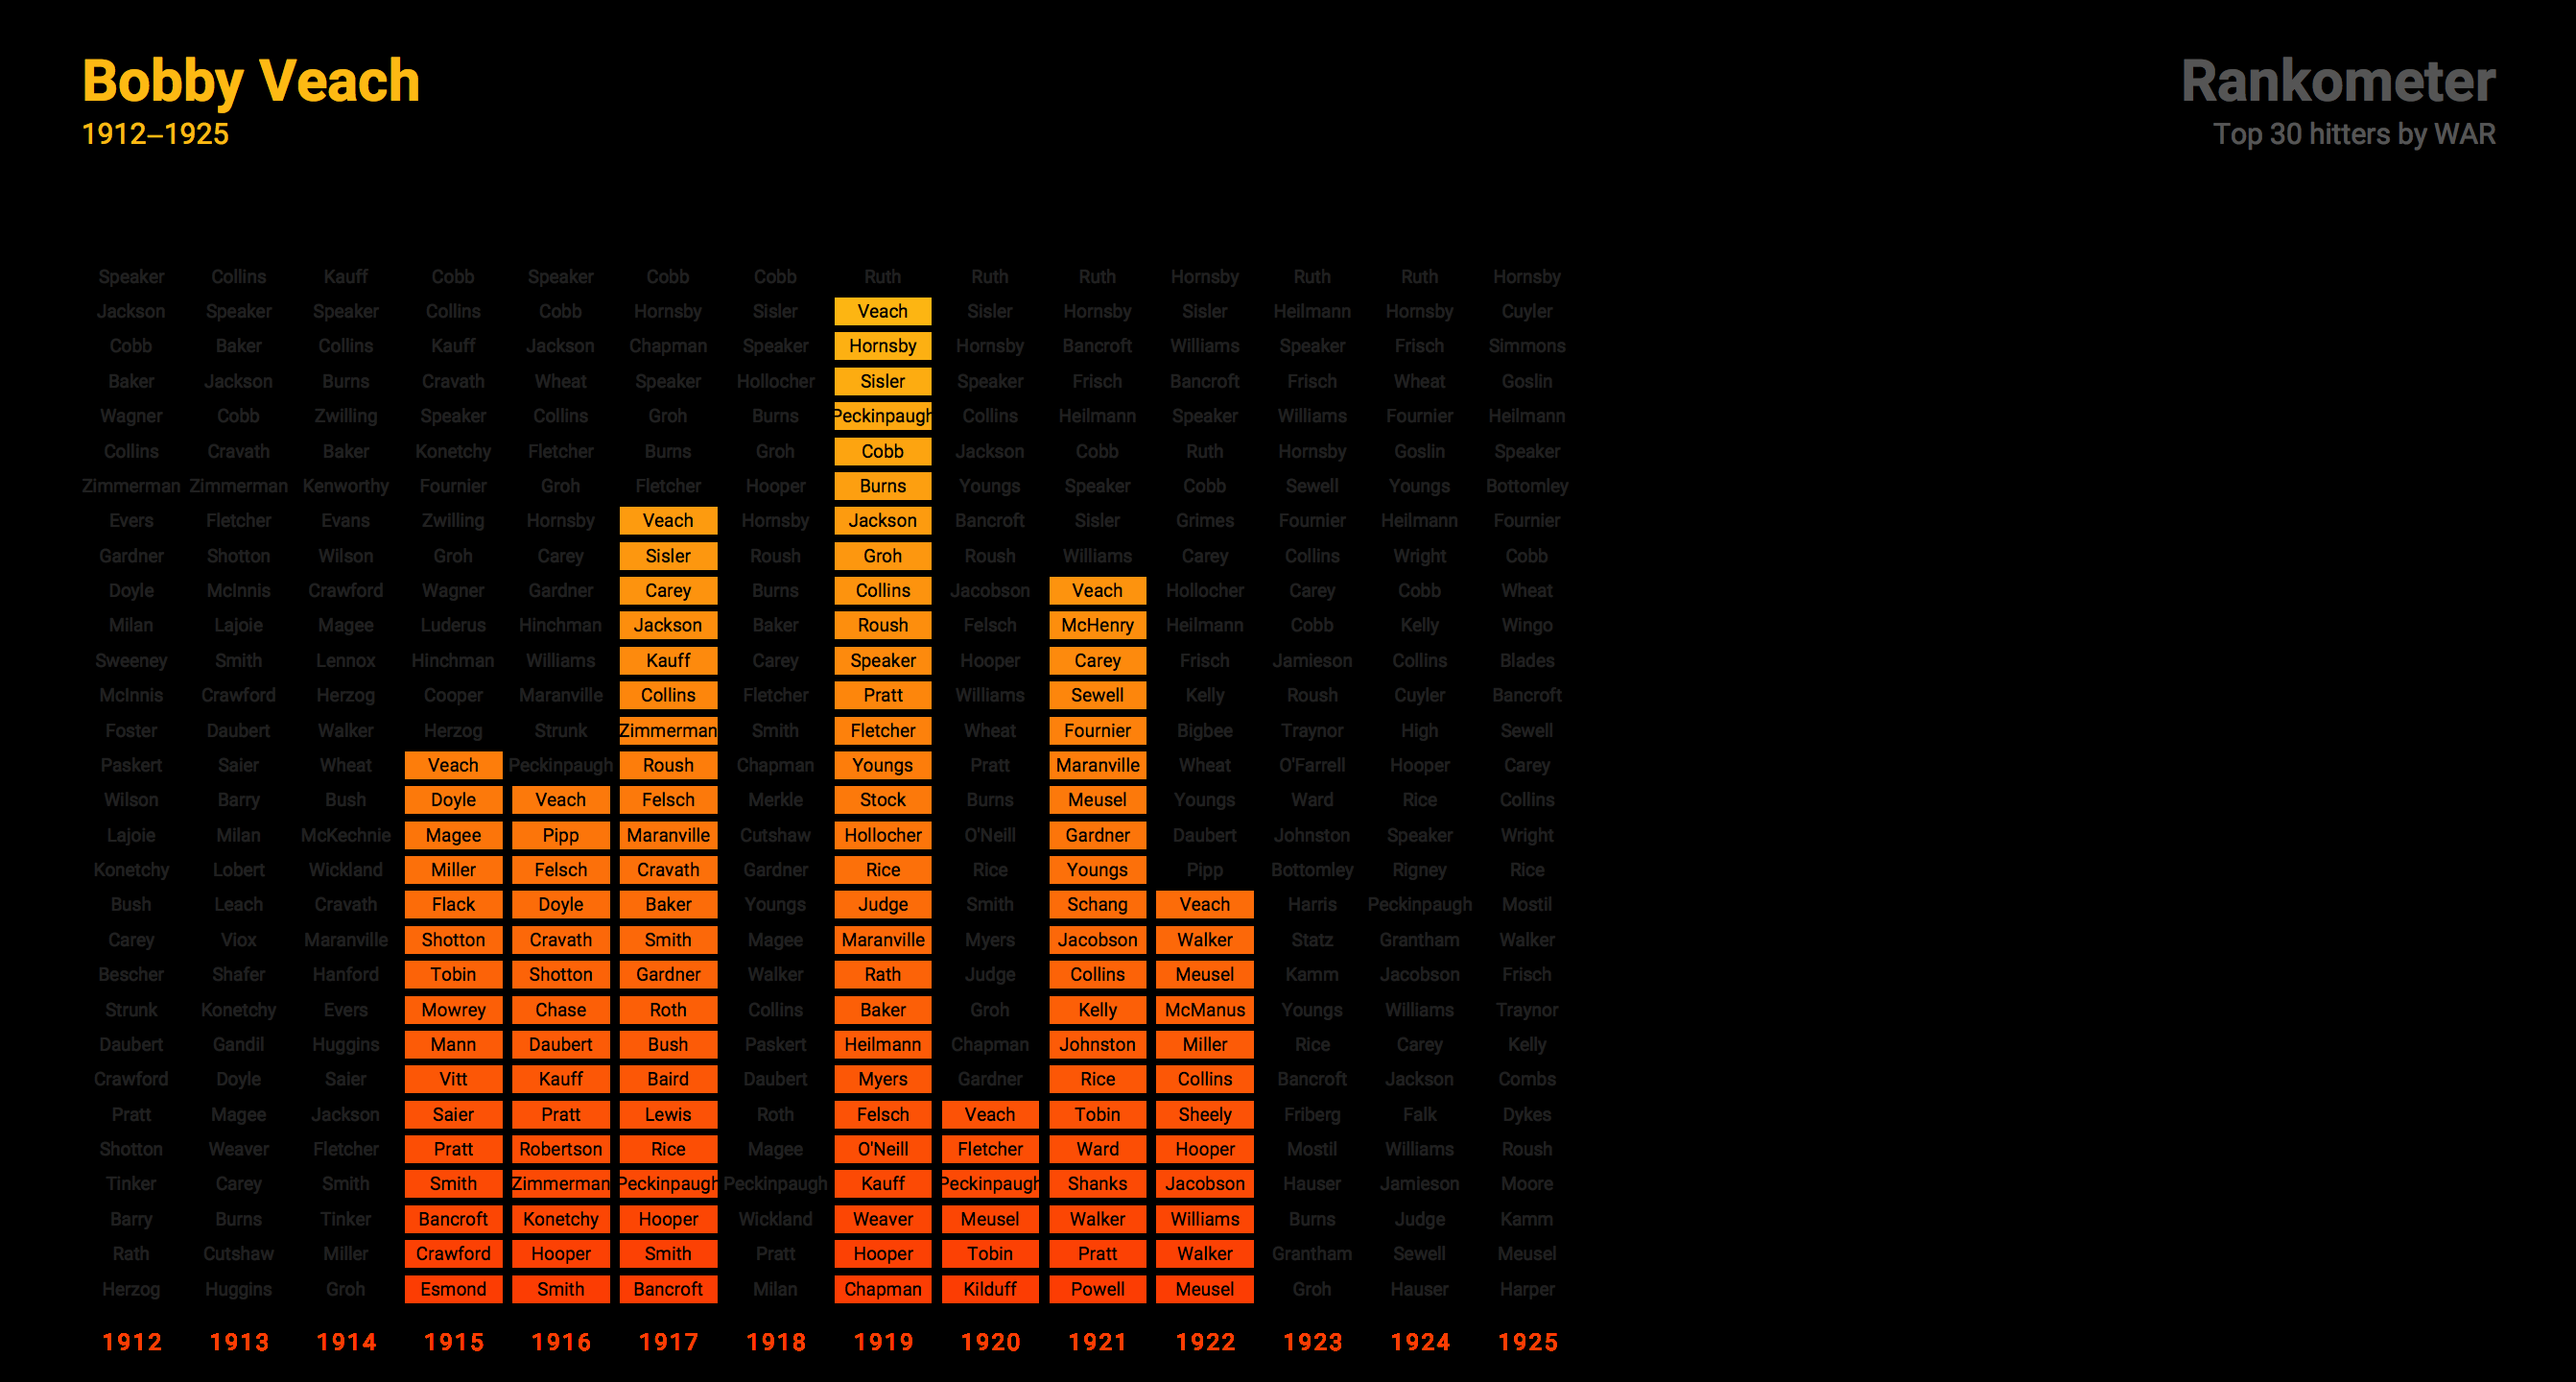 Bobby Veach
1912–1925
Rankometer
Top 30 hitters by WAR
Speaker Collins Kauff Cobb Speaker Cobb Cobb Ruth Ruth Ruth Hornsby Ruth Ruth Hornsby
Jackson Speaker Speaker Collins Cobb Hornsby Sisler Veach Sisler Hornsby Sisler Heilmann Hornsby Cuyler
Cobb Baker Collins Kauff Jackson Chapman Speaker Hornsby Hornsby Bancroft Williams Speaker Frisch Simmons
Baker Jackson Burns Cravath Wheat Speaker Hollocher Sisler Speaker Frisch Bancroft Frisch Wheat Goslin
Wagner Cobb Zwilling Speaker Collins Groh Burns Peckinpaugh Collins Heilmann Speaker Williams Fournier Heilmann
Collins Cravath Baker Konetchy Fletcher Burns Groh Cobb Jackson Cobb Ruth Hornsby Goslin Speaker
Zimmerman Zimmerman Kenworthy Fournier Groh Fletcher Hooper Burns Youngs Speaker Cobb Sewell Youngs Bottomley
Evers Fletcher Evans Zwilling Hornsby Veach Hornsby Jackson Bancroft Sisler Grimes Fournier Heilmann Fournier
Gardner Shotton Wilson Groh Carey Sisler Roush Groh Roush Williams Carey Collins Wright Cobb
Doyle McInnis Crawford Wagner Gardner Carey Burns Collins Jacobson Veach Hollocher Carey Cobb Wheat
Milan Lajoie Magee Luderus Hinchman Jackson Baker Roush Felsch McHenry Heilmann Cobb Kelly Wingo
Sweeney Smith Lennox Hinchman Williams Kauff Carey Speaker Hooper Carey Frisch Jamieson Collins Blades
McInnis Crawford Herzog Cooper Maranville Collins Fletcher Pratt Williams Sewell Kelly Roush Cuyler Bancroft
Foster Daubert Walker Herzog Strunk Zimmerman Smith Fletcher Wheat Fournier Bigbee Traynor High Sewell
Paskert Saier Wheat Veach Peckinpaugh Roush Chapman Youngs Pratt Maranville Wheat O'Farrell Hooper Carey
Wilson Barry Bush Doyle Veach Felsch Merkle Stock Burns Meusel Youngs Ward Rice Collins
Lajoie Milan McKechnie Magee Pipp Maranville Cutshaw Hollocher O'Neill Gardner Daubert Johnston Speaker Wright
Konetchy Lobert Wickland Miller Felsch Cravath Gardner Rice Rice Youngs Pipp Bottomley Rigney Rice
Bush Leach Cravath Flack Doyle Baker Youngs Judge Smith Schang Veach Harris Peckinpaugh Mostil
Carey Viox Maranville Shotton Cravath Smith Magee Maranville Myers Jacobson Walker Statz Grantham Walker
Bescher Shafer Hanford Tobin Shotton Gardner Walker Rath Judge Collins Meusel Kamm Jacobson Frisch
Strunk Konetchy Evers Mowrey Chase Roth Collins Baker Groh Kelly McManus Youngs Williams Traynor
Daubert Gandil Huggins Mann Daubert Bush Paskert Heilmann Chapman Johnston Miller Rice Carey Kelly
Crawford Doyle Saier Vitt Kauff Baird Daubert Myers Gardner Rice Collins Bancroft Jackson Combs
Pratt Magee Jackson Saier Pratt Lewis Roth Felsch Veach Tobin Sheely Friberg Falk Dykes
Shotton Weaver Fletcher Pratt Robertson Rice Magee O'Neill Fletcher Ward Hooper Mostil Williams Roush
Tinker Carey Smith Smith Zimmerman Peckinpaugh Peckinpaugh Kauff Peckinpaugh Shanks Jacobson Hauser Jamieson Moore
Barry Burns Tinker Bancroft Konetchy Hooper Wickland Weaver Meusel Walker Williams Burns Judge Kamm
Rath Cutshaw Miller Crawford Hooper Smith Pratt Hooper Tobin Pratt Walker Grantham Sewell Meusel
Herzog Huggins Groh Esmond Smith Bancroft Milan Chapman Kilduff Powell Meusel Groh Hauser Harper
1912 1913 1914 1915 1916 1917 1918 1919 1920 1921 1922 1923 1924 1925